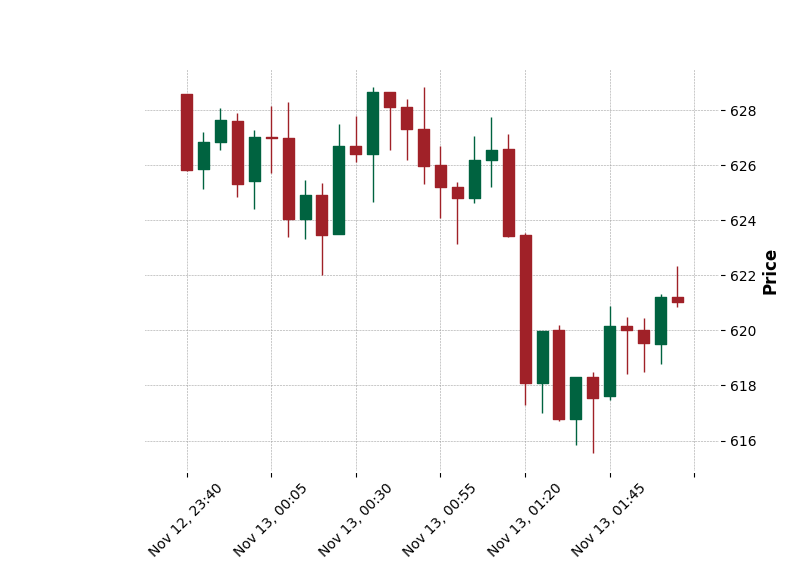 628
626
624
622
620
618
616
Price
Nov 12, 23:40
Nov 13, 00:05
Nov 13, 00:30
Nov 13, 00:55
Nov 13, 01:20
Nov 13, 01:45